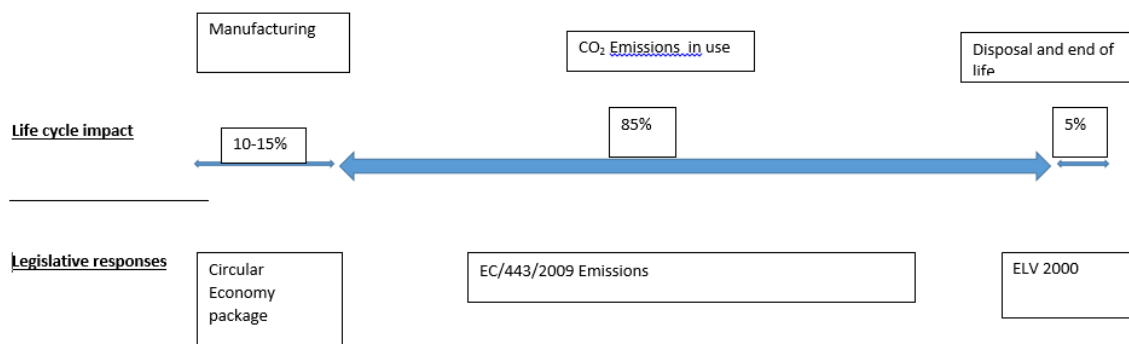 Manufacturing
CO₂ Emissions in use
Disposal and end of
life
Life cycle impact
10-15%
85%
5%
Legislative responses
Circular
Economy
package
EC/443/2009 Emissions
ELV 2000